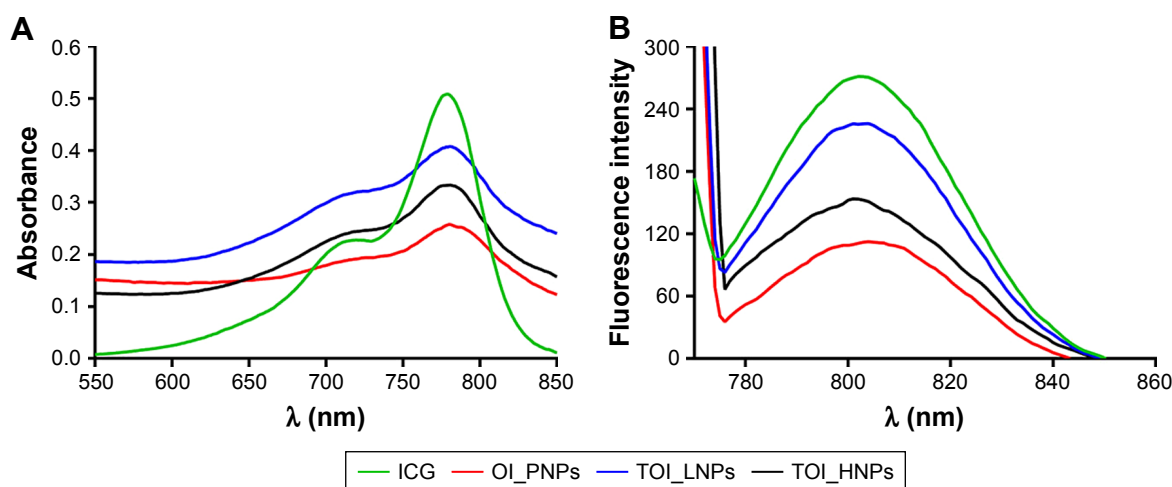 A
Absorbance
0.6
0.5
0.4
0.3
0.2
0.1
0.0
550 600 650 700 750 800 850
λ (nm)
B
Fluorescence intensity
300
240
180
120
60
0
780 800 820 840 860
λ (nm)
ICG OI_PNPs TOI_LNPs TOI_HNPs